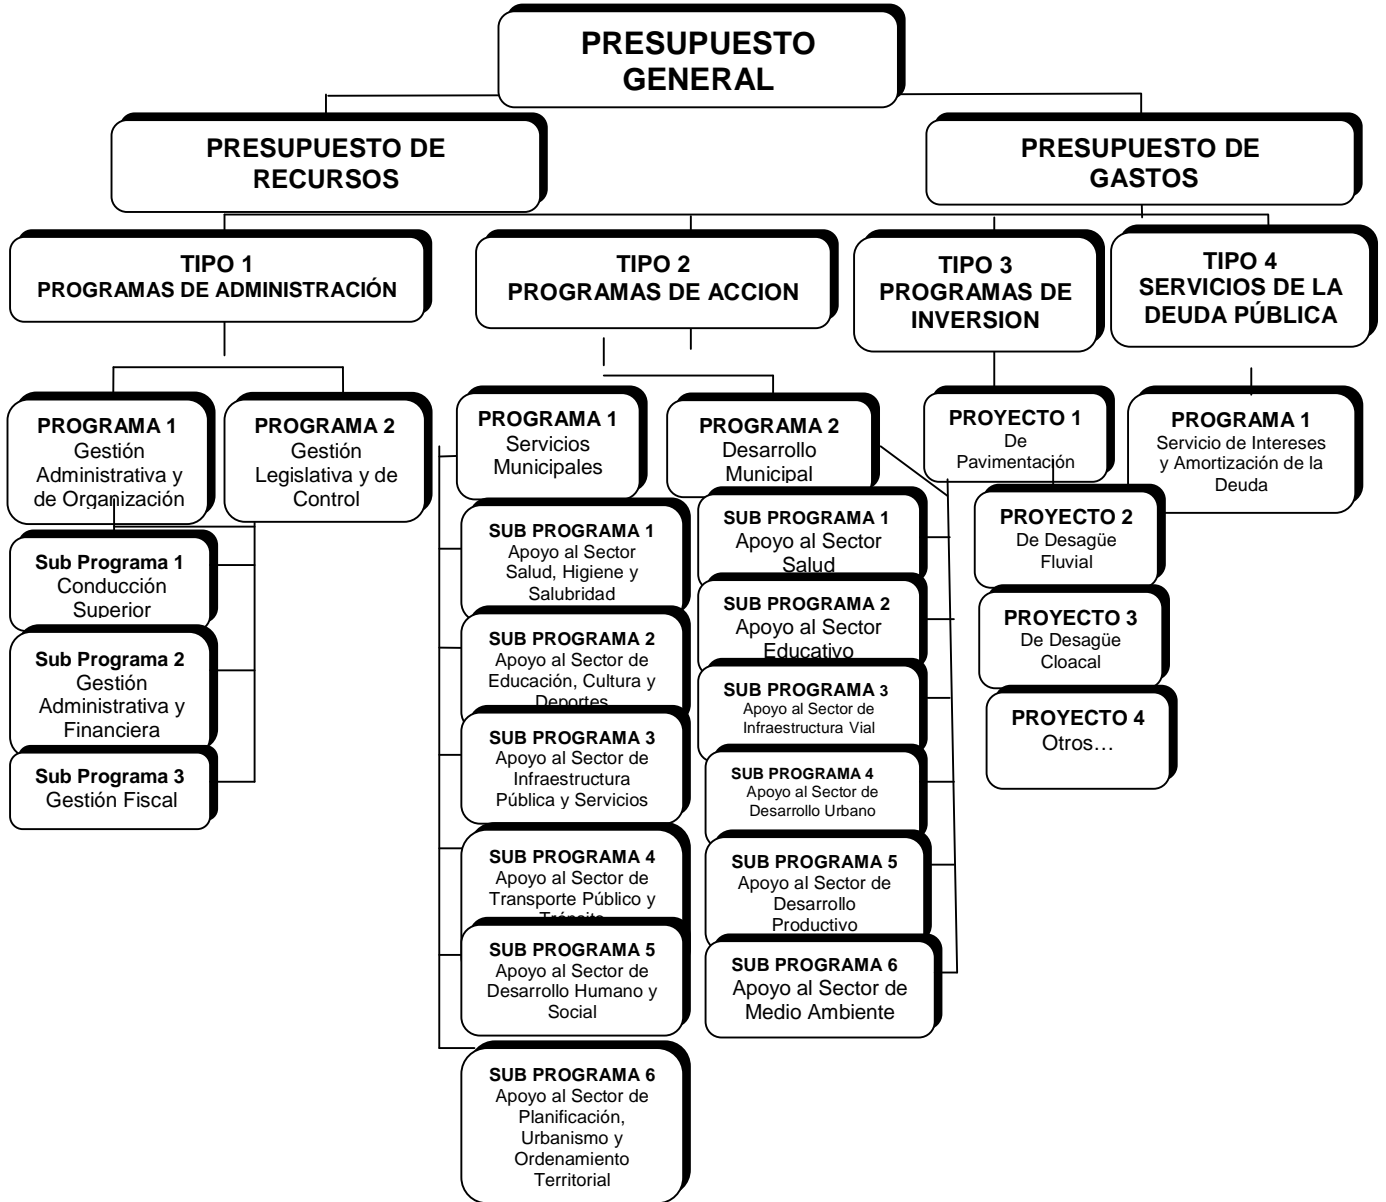 PRESUPUESTO
GENERAL
PRESUPUESTO DE
RECURSOS
PRESUPUESTO DE
GASTOS
TIPO 1
PROGRAMAS DE ADMINISTRACIÓN
TIPO 2
PROGRAMAS DE ACCION
TIPO 3
PROGRAMAS DE
INVERSION
TIPO 4
SERVICIOS DE LA
DEUDA PÚBLICA
PROGRAMA 1
Gestión
Administrativa y
de Organización
PROGRAMA 2
Gestión
Legislativa y de
Control
Sub Programa 1
Conducción
Superior
Sub Programa 2
Gestión
Administrativa y
Financiera
Sub Programa 3
Gestión Fiscal
PROGRAMA 1
Servicios
Municipales
SUB PROGRAMA 1
Apoyo al Sector
Salud, Higiene y
Salubridad
SUB PROGRAMA 2
Apoyo al Sector de
Educación, Cultura y
Deportes
SUB PROGRAMA 3
Apoyo al Sector de
Infraestructura
Pública y Servicios
SUB PROGRAMA 4
Apoyo al Sector de
Transporte Público y
Tránsito
SUB PROGRAMA 5
Apoyo al Sector de
Desarrollo Humano y
Social
SUB PROGRAMA 6
Apoyo al Sector de
Planificación,
Urbanismo y
Ordenamiento
Territorial
PROGRAMA 2
Desarrollo
Municipal
SUB PROGRAMA 1
Apoyo al Sector
Salud
SUB PROGRAMA 2
Apoyo al Sector
Educativo
SUB PROGRAMA 3
Apoyo al Sector de
Infraestructura Vial
SUB PROGRAMA 4
Apoyo al Sector de
Desarrollo Urbano
SUB PROGRAMA 5
Apoyo al Sector de
Desarrollo
Productivo
SUB PROGRAMA 6
Apoyo al Sector de
Medio Ambiente
PROYECTO 1
De
Pavimentación
PROYECTO 2
De Desagüe
Fluvial
PROYECTO 3
De Desagüe
Cloacal
PROYECTO 4
Otros…
PROGRAMA 1
Servicio de Intereses
y Amortización de la
Deuda